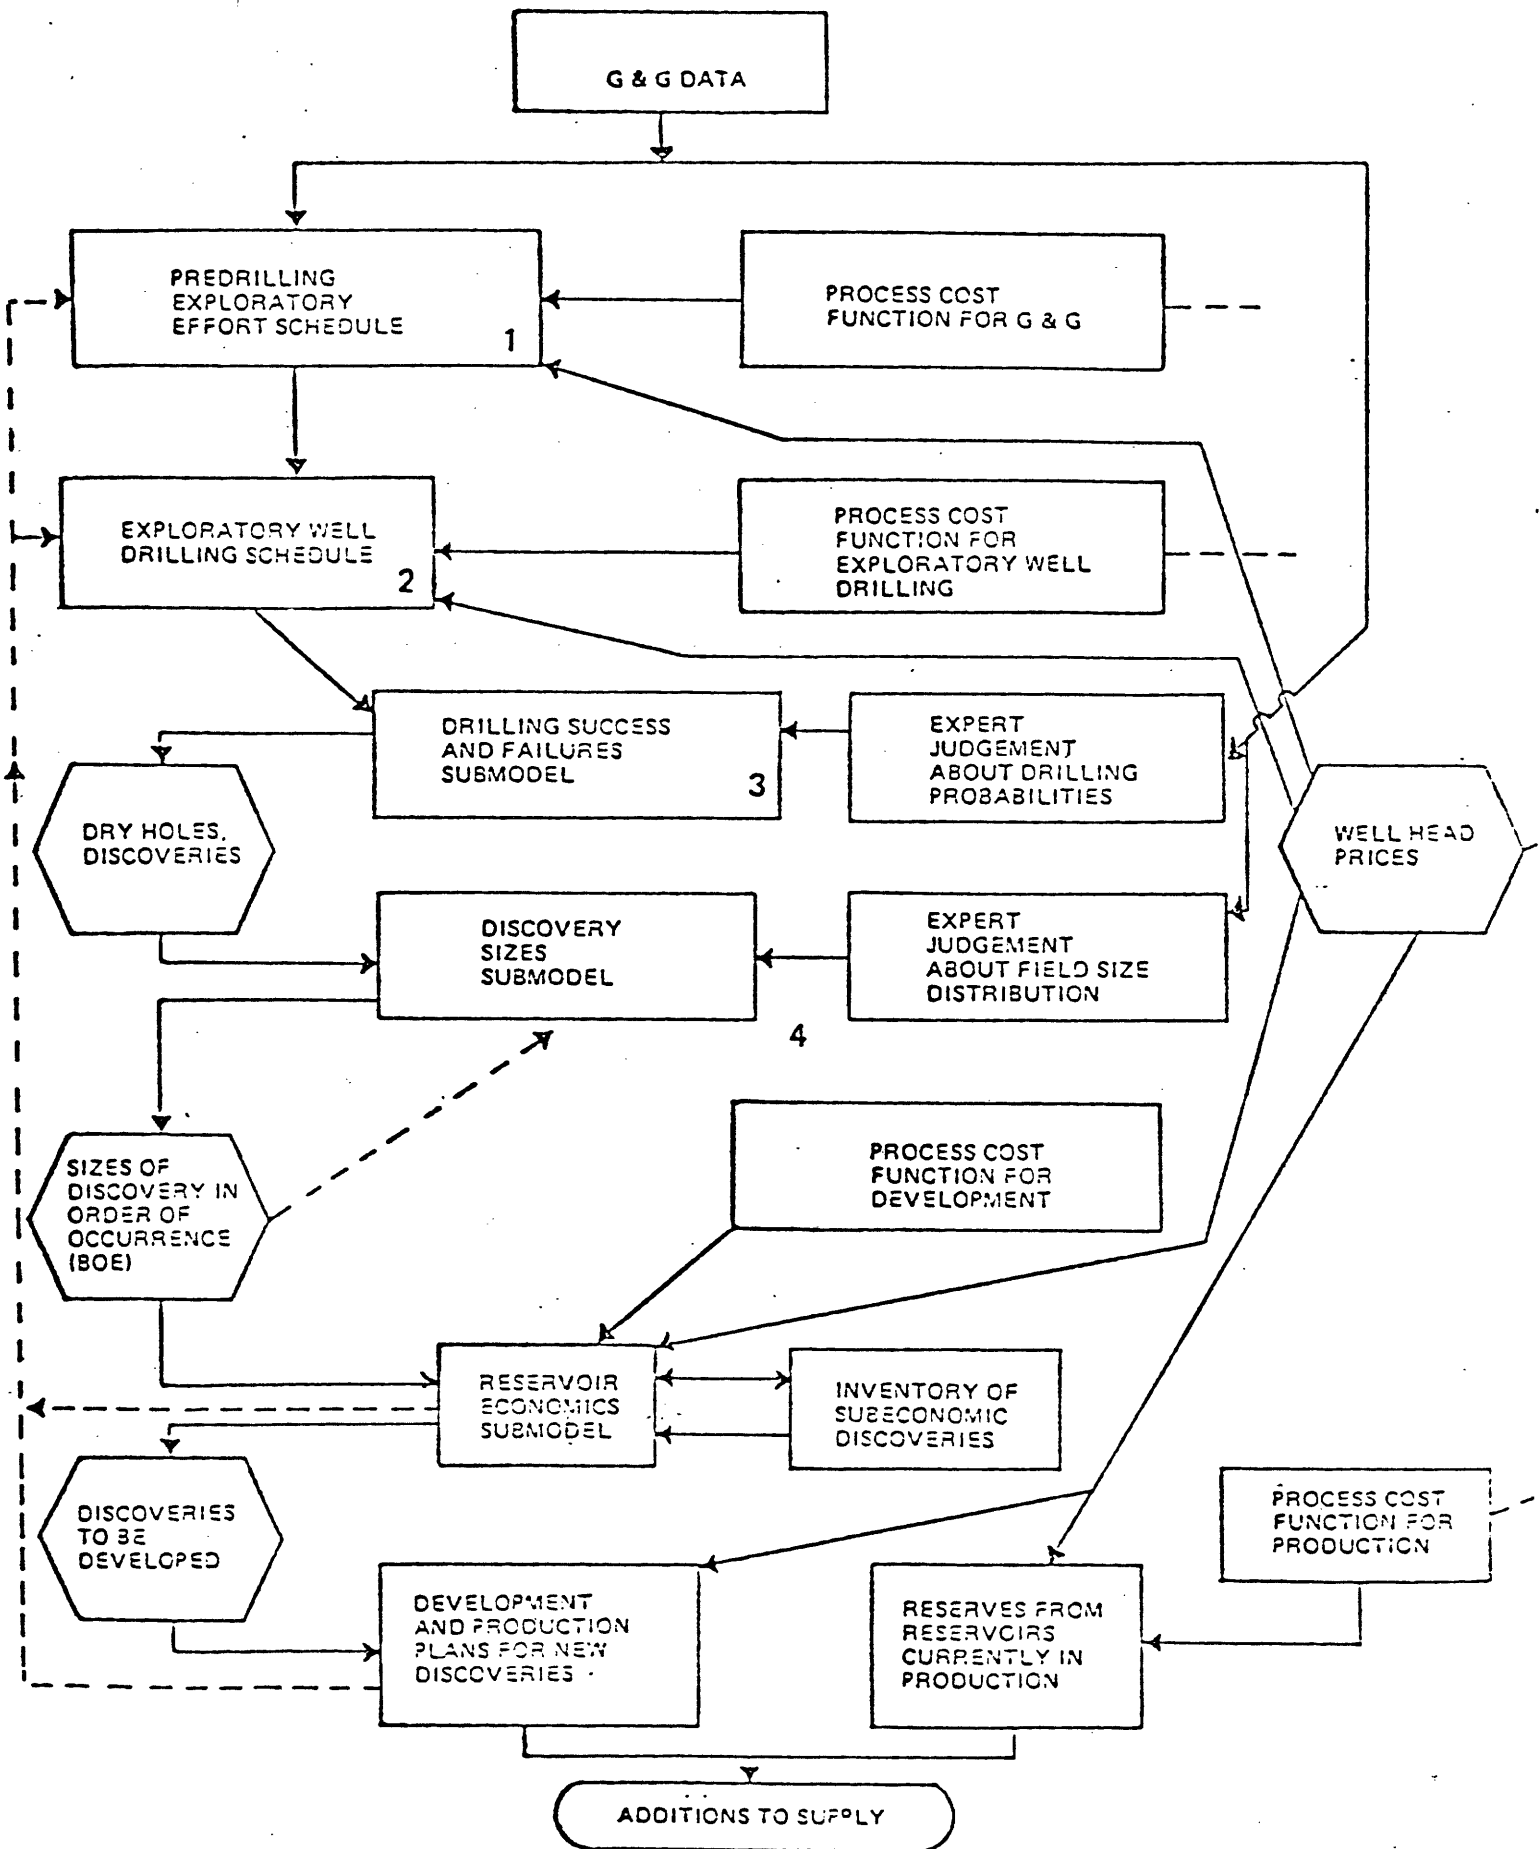 G & G DATA
PREDRILLING
EXPLORATORY
EFFORT SCHEDULE
1
PROCESS COST
FUNCTION FOR G & G
EXPLORATORY WELL
DRILLING SCHEDULE
2
PROCESS COST
FUNCTION FOR
EXPLORATORY WELL
DRILLING
DRILLING SUCCESS
AND FAILURES
SUBMODEL
3
EXPERT
JUDGEMENT
ABOUT DRILLING
PROBABILITIES
DRY HOLES,
DISCOVERIES
WELL HEAD
PRICES
DISCOVERY
SIZES
SUBMODEL
4
EXPERT
JUDGEMENT
ABOUT FIELD SIZE
DISTRIBUTION
SIZES OF
DISCOVERY IN
ORDER OF
OCCURRENCE
(BOE)
PROCESS COST
FUNCTION FOR
DEVELOPMENT
RESERVOIR
ECONOMICS
SUBMODEL
INVENTORY OF
SUBECONOMIC
DISCOVERIES
DISCOVERIES
TO BE
DEVELOPED
PROCESS COST
FUNCTION FOR
PRODUCTION
DEVELOPMENT
AND PRODUCTION
PLANS FOR NEW
DISCOVERIES
RESERVES FROM
RESERVOIRS
CURRENTLY IN
PRODUCTION
ADDITIONS TO SUPPLY